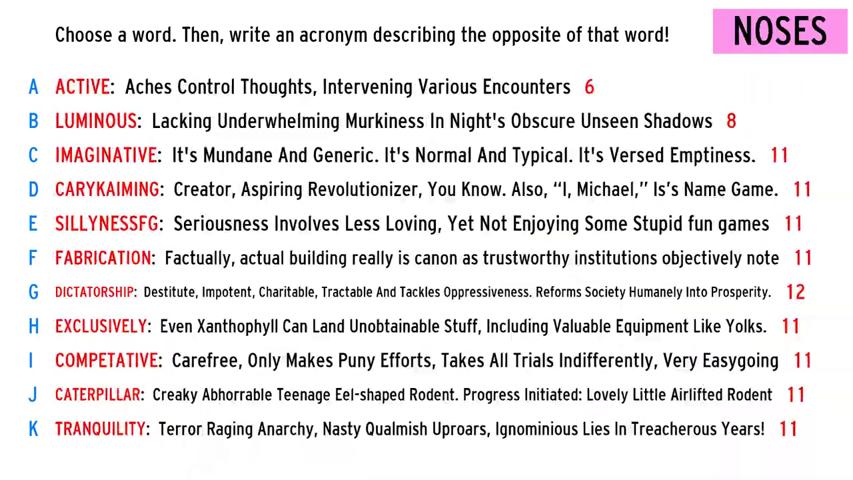 Choose a word. Then, write an acronym describing the opposite of that word!
NOSES
A ACTIVE: Aches Control Thoughts, Intervening Various Encounters 6
B LUMINOUS: Lacking Underwhelming Murkiness In Night's Obscure Unseen Shadows 8
C IMAGINATIVE: It's Mundane And Generic. It's Normal And Typical. It's Versed Emptiness. 11
D CARYKAIMING: Creator, Aspiring Revolutionizer, You Know. Also, “I, Michael,” Is's Name Game. 11
E SILLYNESSFG: Seriousness Involves Less Loving, Yet Not Enjoying Some Stupid fun games 11
F FABRICATION: Factually, actual building really is canon as trustworthy institutions objectively note 11
G DICTATORSHIP: Destitute, Impotent, Charitable, Tractable And Tackles Oppressiveness. Reforms Society Humanely Into Prosperity. 12
H EXCLUSIVELY: Even Xanthophyll Can Land Unobtainable Stuff, Including Valuable Equipment Like Yolks. 11
I COMPETATIVE: Carefree, Only Makes Puny Efforts, Takes All Trials Indifferently, Very Easygoing 11
J CATERPILLAR: Creaky Abhorrable Teenage Eel-shaped Rodent. Progress Initiated: Lovely Little Airlifted Rodent 11
K TRANQUILITY: Terror Raging Anarchy, Nasty Qualmish Uproars, Ignominious Lies In Treacherous Years! 11